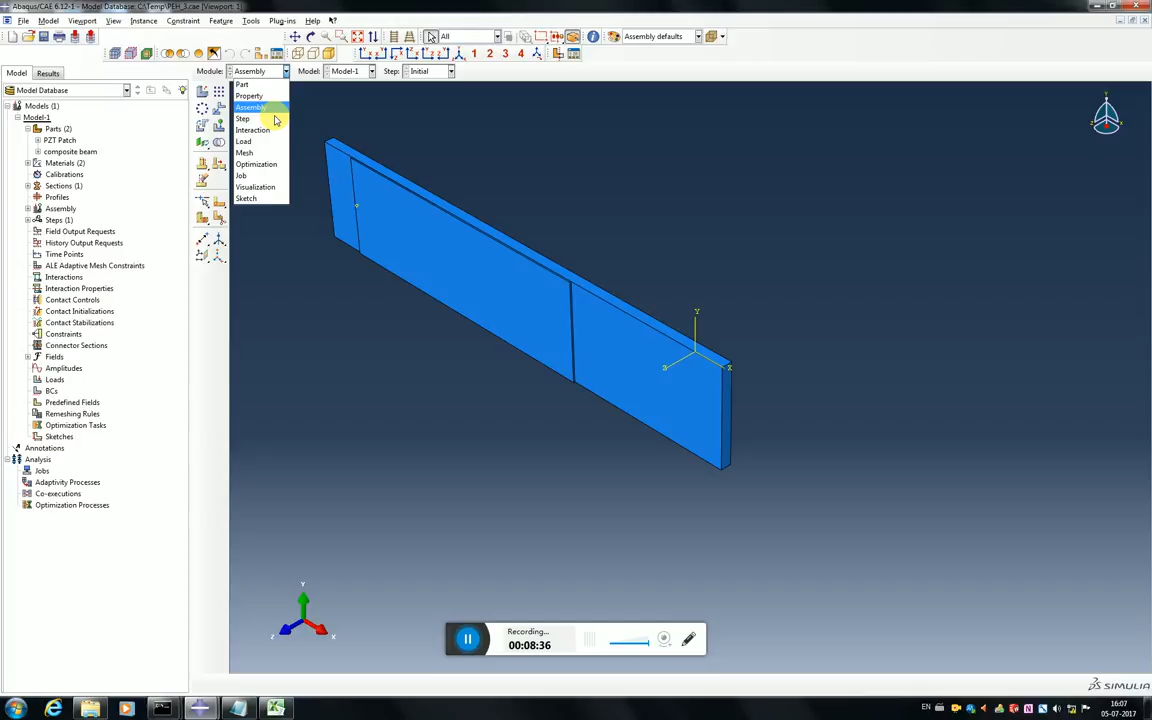 Abaqus/CAE 6.12-1 - Model Database: C:\Temp\PEH_3.cae [Viewport: 1]
File Model Viewport View Instance Constraint Feature Tools Plug-ins Help
All
Assembly defaults
1 2 3 4
Model Results
Module: Assembly Model: Model-1 Step: Initial
Model Database
Part
Property
Assembly
Step
Interaction
Load
Mesh
Optimization
Job
Visualization
Sketch
Models (1)
Model-1
Parts (2)
PZT Patch
composite beam
Materials (2)
Calibrations
Sections (1)
Profiles
Assembly
Steps (1)
Field Output Requests
History Output Requests
Time Points
ALE Adaptive Mesh Constraints
Interactions
Interaction Properties
Contact Controls
Contact Initializations
Contact Stabilizations
Constraints
Connector Sections
Fields
Amplitudes
Loads
BCs
Predefined Fields
Remeshing Rules
Optimization Tasks
Sketches
Annotations
Analysis
Jobs
Adaptivity Processes
Co-executions
Optimization Processes
Y
X
Y
Z
X
Recording...
00:08:36
SIMULIA
EN
16:07
05-07-2017